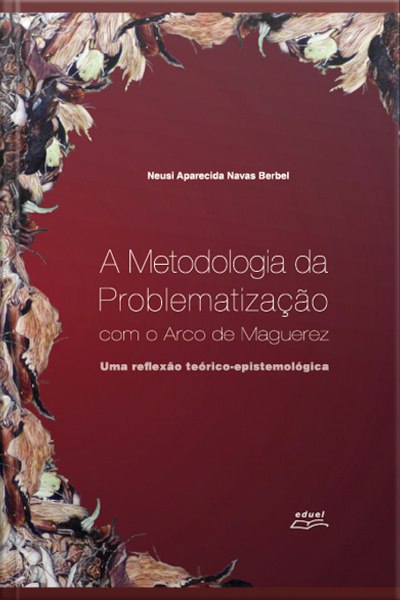 Neusi Aparecida Navas Berbel
A Metodologia da
Problematização
com o Arco de Maguerez
Uma reflexão teórico-epistemológica
eduel